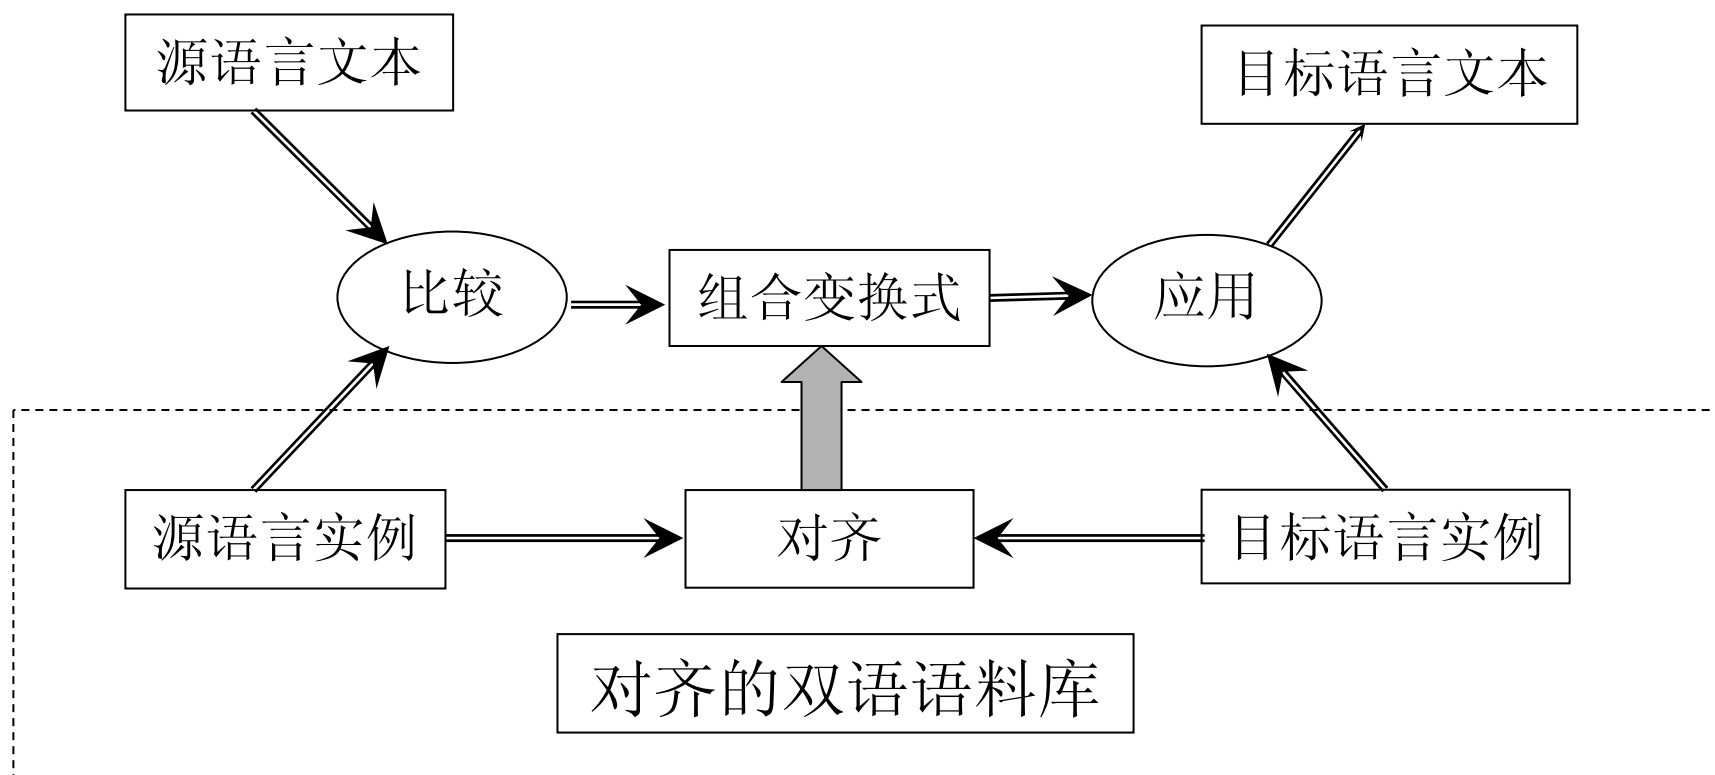 源语言文本
目标语言文本
比较
组合变换式
应用
源语言实例
对齐
目标语言实例
对齐的双语语料库